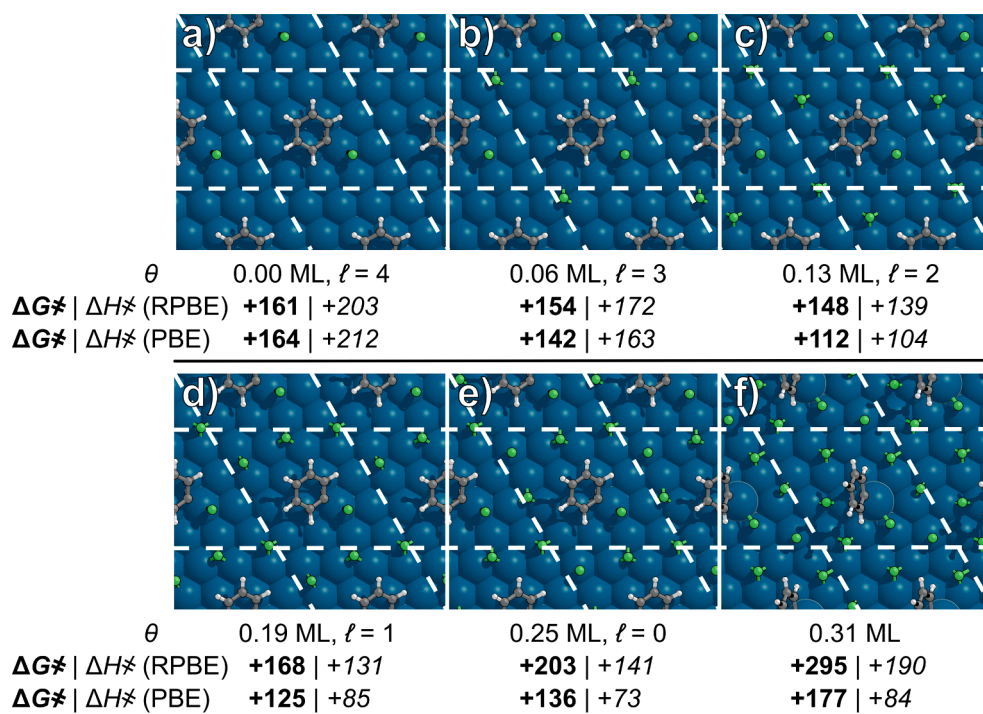 a) b) c)
θ 0.00 ML, ℓ = 4 0.06 ML, ℓ = 3 0.13 ML, ℓ = 2
ΔG‡ | ΔH‡ (RPBE) +161 | +203 +154 | +172 +148 | +139
ΔG‡ | ΔH‡ (PBE) +164 | +212 +142 | +163 +112 | +104
d) e) f)
θ 0.19 ML, ℓ = 1 0.25 ML, ℓ = 0 0.31 ML
ΔG‡ | ΔH‡ (RPBE) +168 | +131 +203 | +141 +295 | +190
ΔG‡ | ΔH‡ (PBE) +125 | +85 +136 | +73 +177 | +84